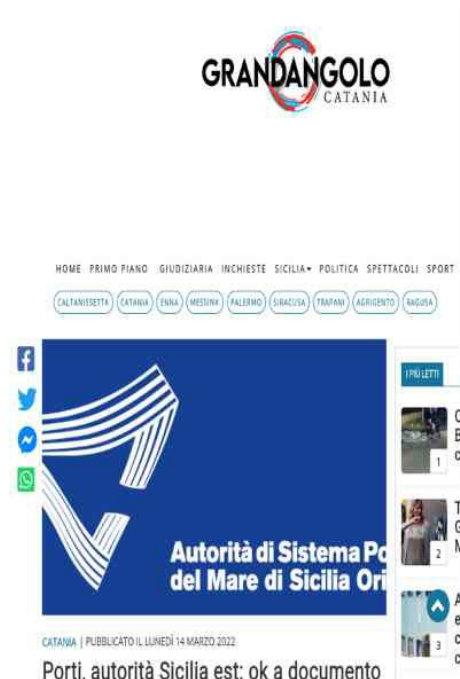 GRANDANGOLO
CATANIA
HOME PRIMO PIANO GIUDIZIARIA INCHIESTE SICILIA POLITICA SPETTACOLI SPORT
CALTANISSETTA CATANIA ENNA MESSINA PALERMO SIRACUSA TRAPANI AGRIGENTO RAGUSA
I PIÙ LETTI
1
2
3
Autorità di Sistema Po
del Mare di Sicilia Ori
CATANIA | PUBBLICATO IL LUNEDÌ 14 MARZO 2022
Porti, autorità Sicilia est: ok a documento